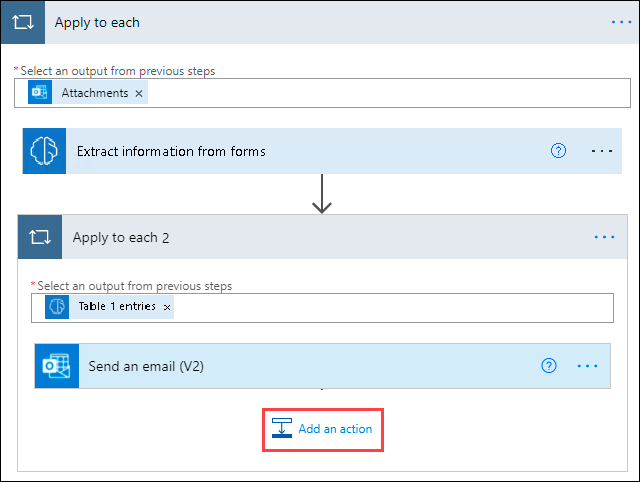 Apply to each
* Select an output from previous steps
Attachments ×
Extract information from forms
Apply to each 2
* Select an output from previous steps
Table 1 entries ×
Send an email (V2)
Add an action